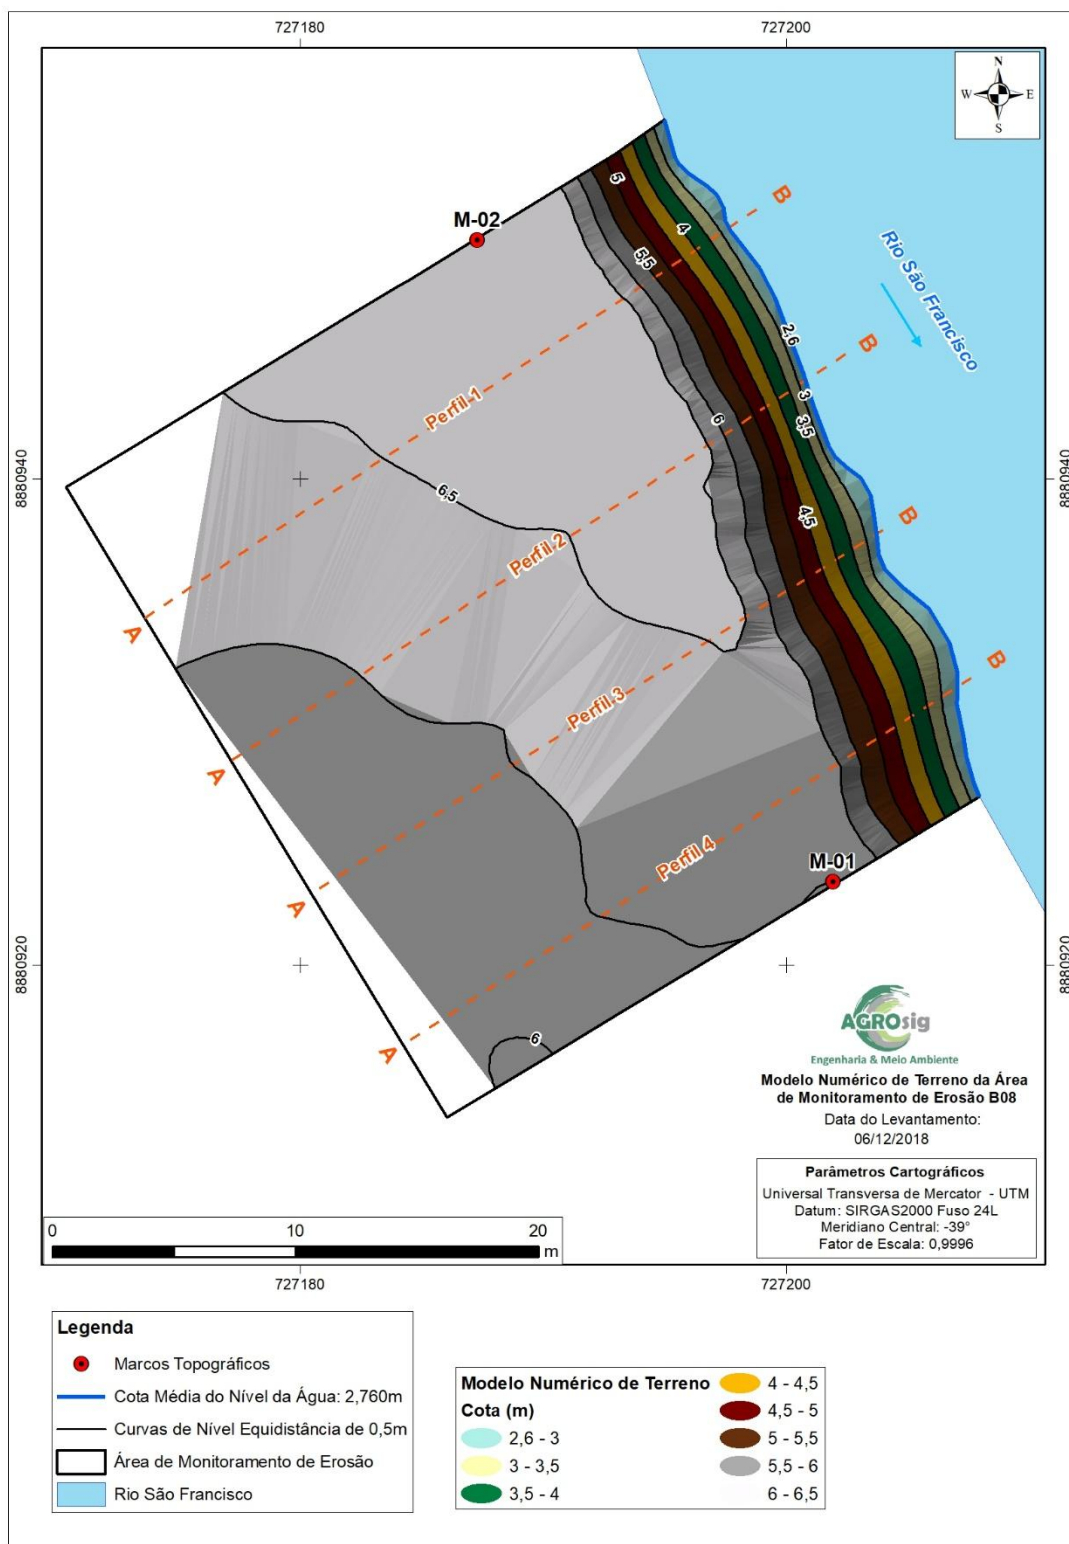 727180
727200
N
W
E
S
M-02
5
B
4
5,5
Rio São Francisco
2,6
B
3
3,5
Perfil 1
6
8880940
8880940
6,5
4,5
B
Perfil 2
A
B
Perfil 3
A
Perfil 4
M-01
A
8880920
8880920
6
A
AGROsig
Engenharia & Meio Ambiente
Modelo Numérico de Terreno da Área
de Monitoramento de Erosão B08
Data do Levantamento:
06/12/2018
Parâmetros Cartográficos
Universal Transversa de Mercator - UTM
Datum: SIRGAS2000 Fuso 24L
Meridiano Central: -39°
Fator de Escala: 0,9996
0
10
20
m
727180
727200
Legenda
Marcos Topográficos
Cota Média do Nível da Água: 2,760m
Curvas de Nível Equidistância de 0,5m
Área de Monitoramento de Erosão
Rio São Francisco
Modelo Numérico de Terreno
Cota (m)
2,6 - 3
3 - 3,5
3,5 - 4
4 - 4,5
4,5 - 5
5 - 5,5
5,5 - 6
6 - 6,5